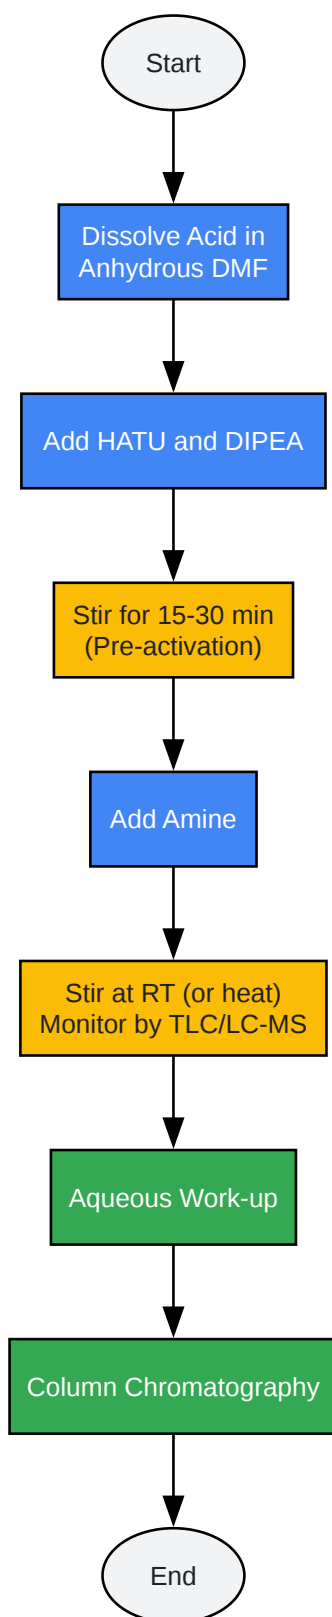 Start
Dissolve Acid in
Anhydrous DMF
Add HATU and DIPEA
Stir for 15-30 min
(Pre-activation)
Add Amine
Stir at RT (or heat)
Monitor by TLC/LC-MS
Aqueous Work-up
Column Chromatography
End